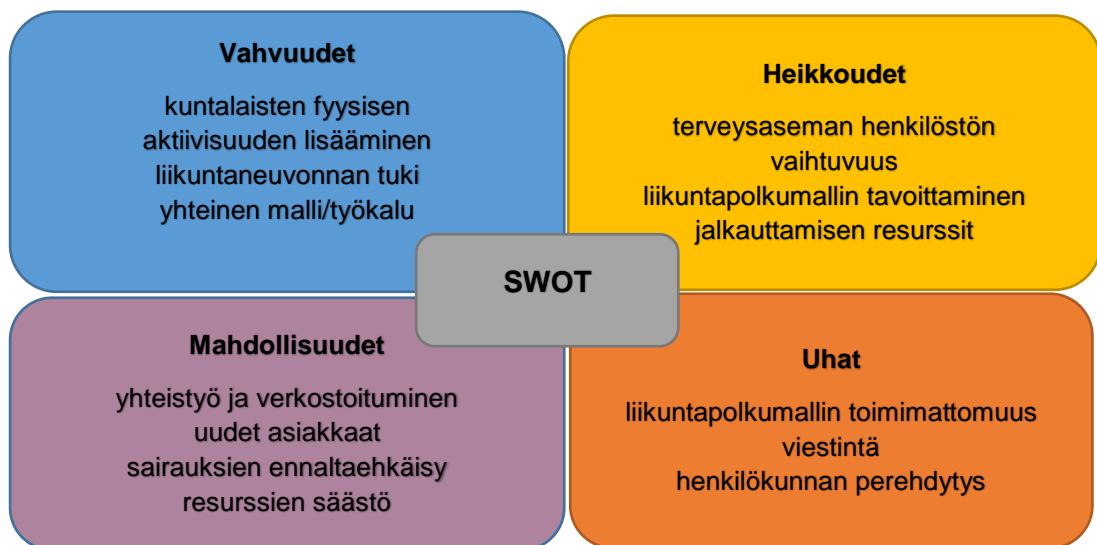 Vahvuudet
kuntalaisten fyysisen
aktiivisuuden lisääminen
liikuntaneuvonnan tuki
yhteinen malli/työkalu
Heikkoudet
terveysaseman henkilöstön
vaihtuvuus
liikuntapolkumallin tavoittaminen
jalkauttamisen resurssit
SWOT
Mahdollisuudet
yhteistyö ja verkostoituminen
uudet asiakkaat
sairauksien ennaltaehkäisy
resurssien säästö
Uhat
liikuntapolkumallin toimimattomuus
viestintä
henkilökunnan perehdytys